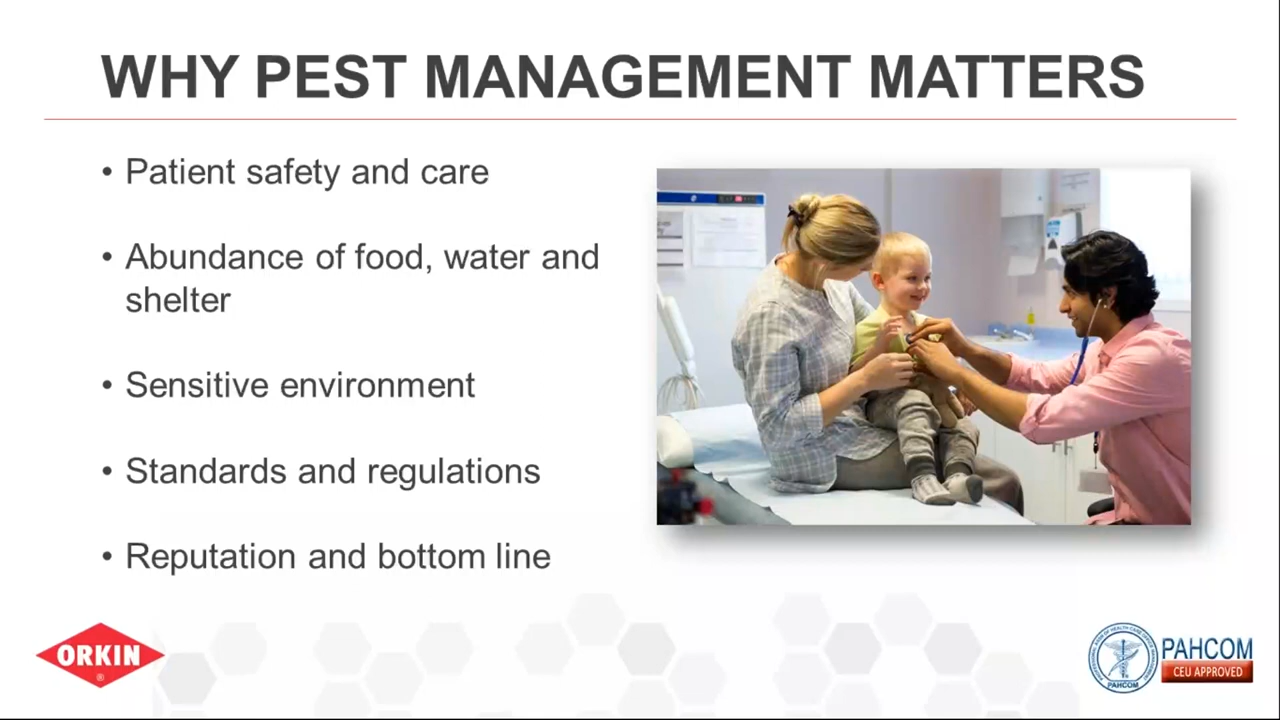 WHY PEST MANAGEMENT MATTERS
• Patient safety and care
• Abundance of food, water and
shelter
• Sensitive environment
• Standards and regulations
• Reputation and bottom line
ORKIN
®
PAHCOM
PAHCOM
CEU APPROVED